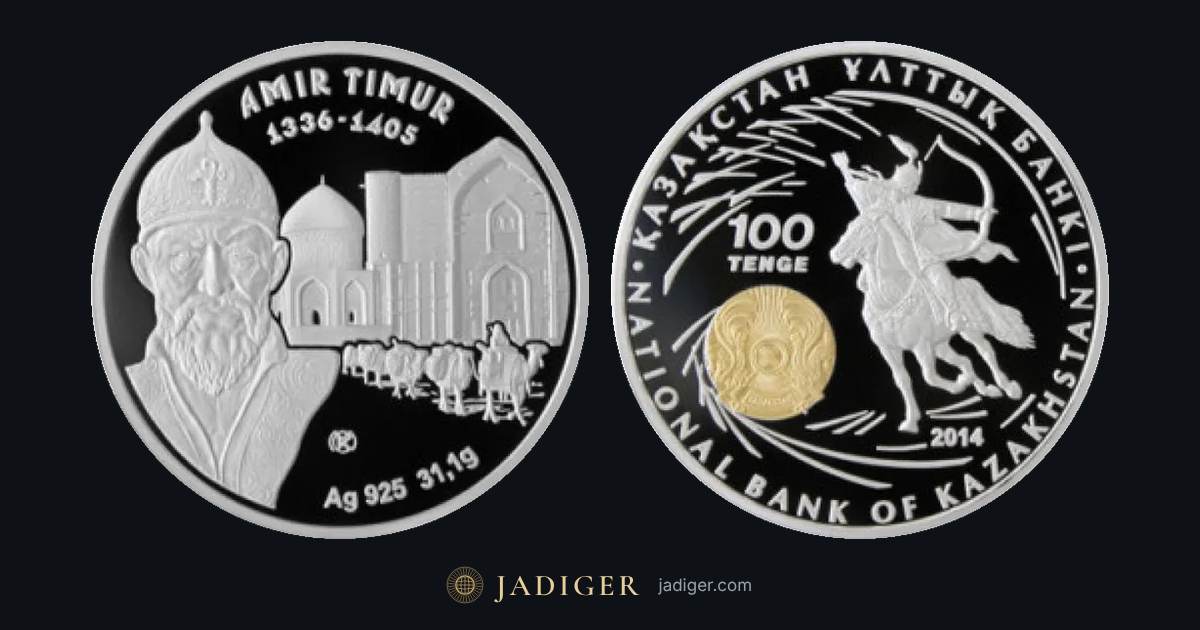 AMIR TIMUR
1336-1405
Ag 925 31,1g
ҚАЗАҚСТАН ҰЛТТЫҚ БАНКІ
100
TENGE
2014
NATIONAL BANK OF KAZAKHSTAN
JADIGER jadiger.com